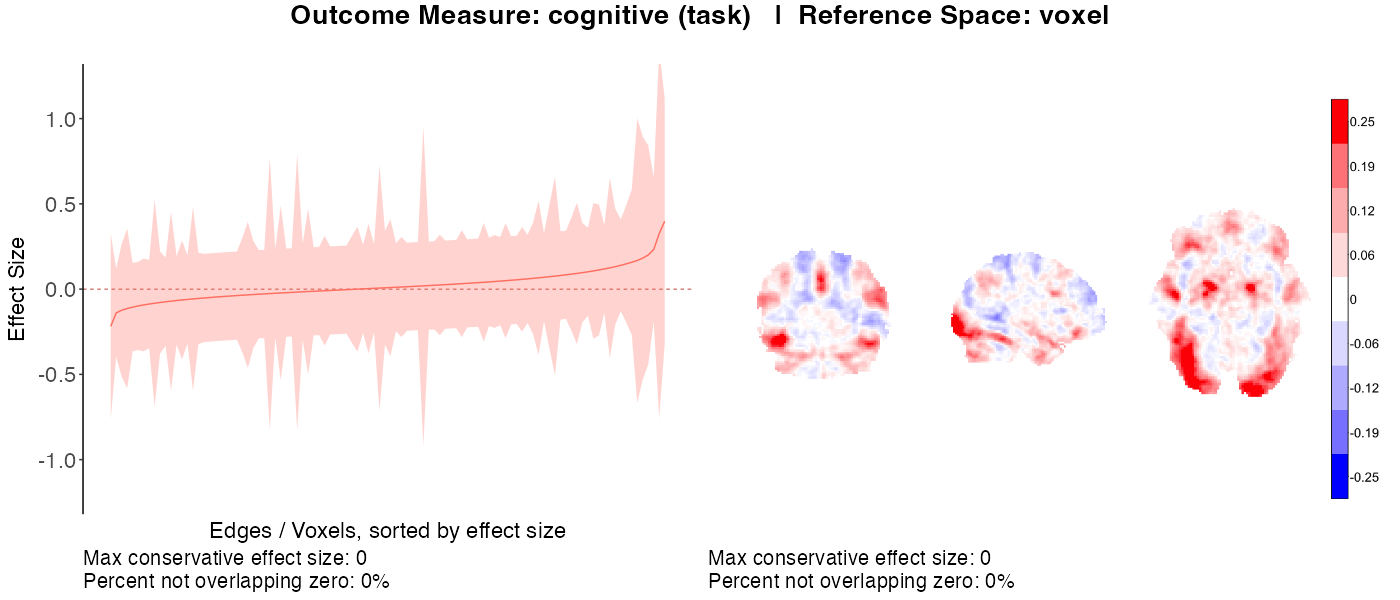 Outcome Measure: cognitive (task) | Reference Space: voxel
Effect Size
1.0
0.5
0.0
-0.5
-1.0
Edges / Voxels, sorted by effect size
Max conservative effect size: 0
Percent not overlapping zero: 0%
0.25
0.19
0.12
0.06
0
-0.06
-0.12
-0.19
-0.25
Max conservative effect size: 0
Percent not overlapping zero: 0%